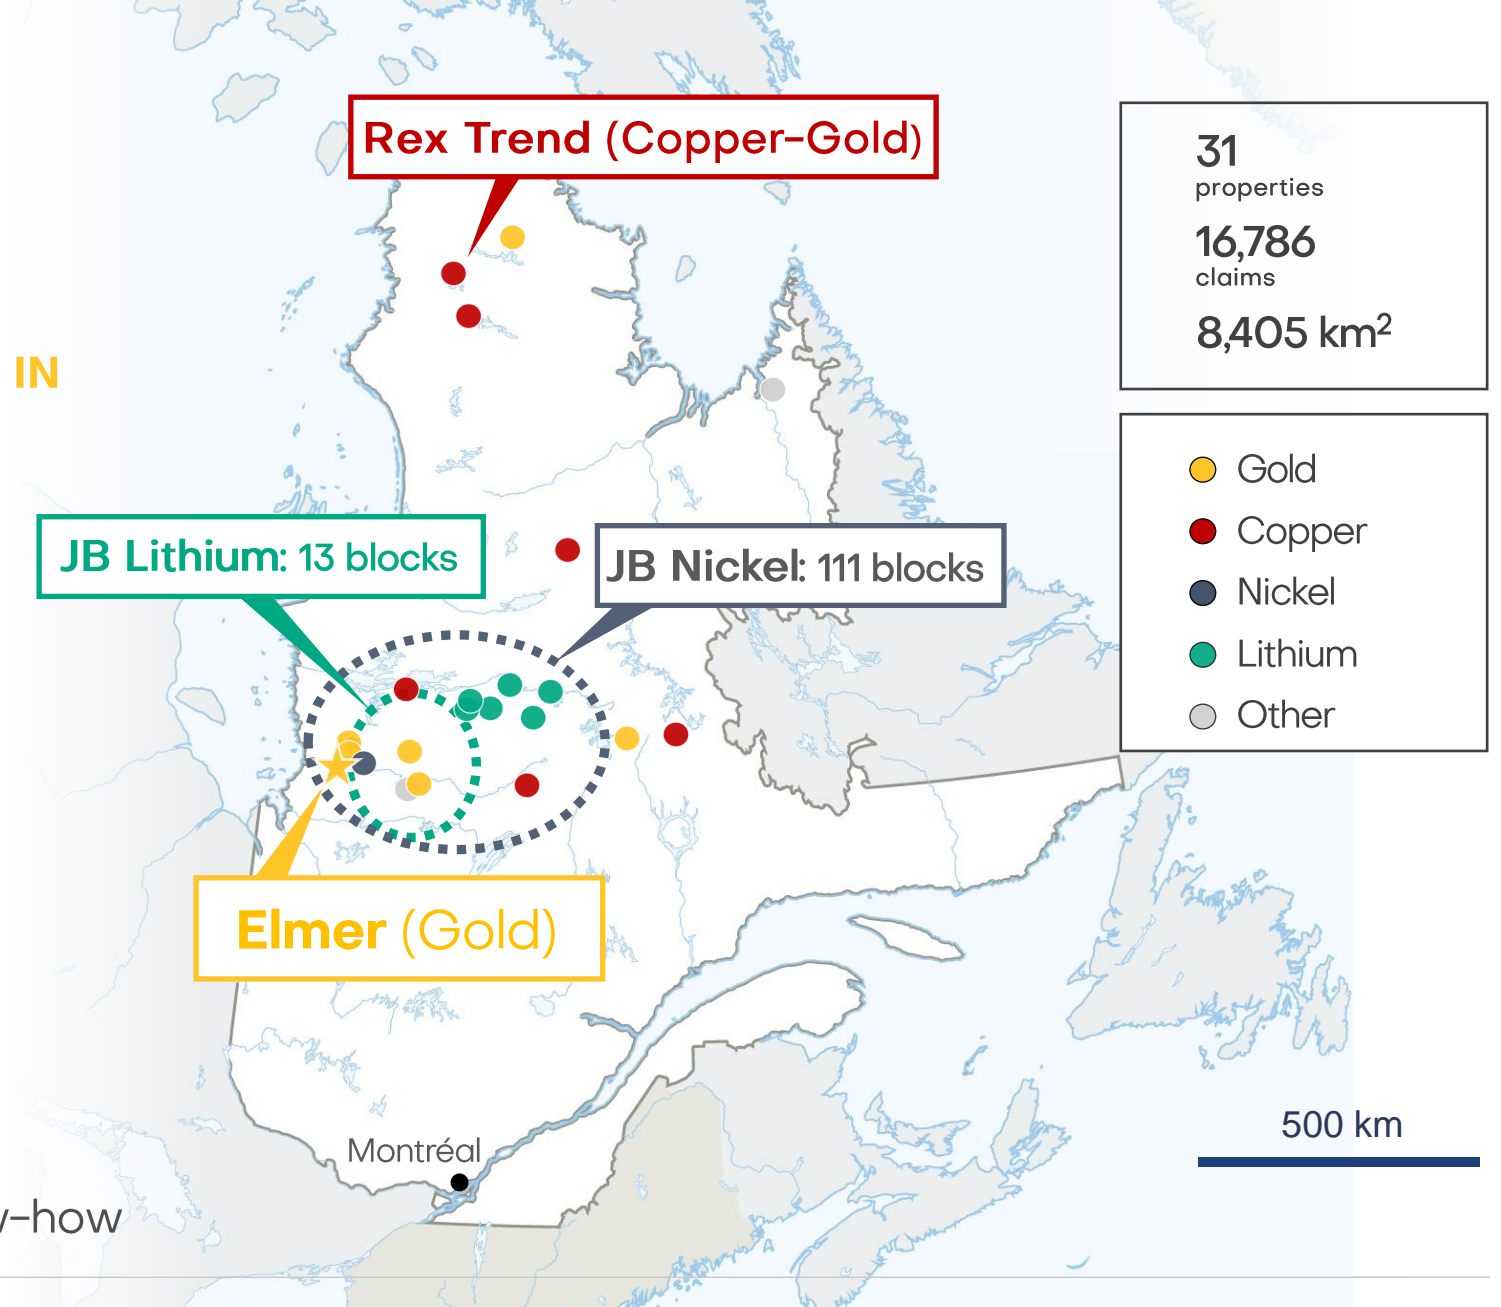 Rex Trend (Copper-Gold)
31
properties
16,786
claims
8,405 km²
IN
Gold
Copper
Nickel
Lithium
Other
JB Lithium: 13 blocks
JB Nickel: 111 blocks
Elmer (Gold)
500 km
Montréal
-how